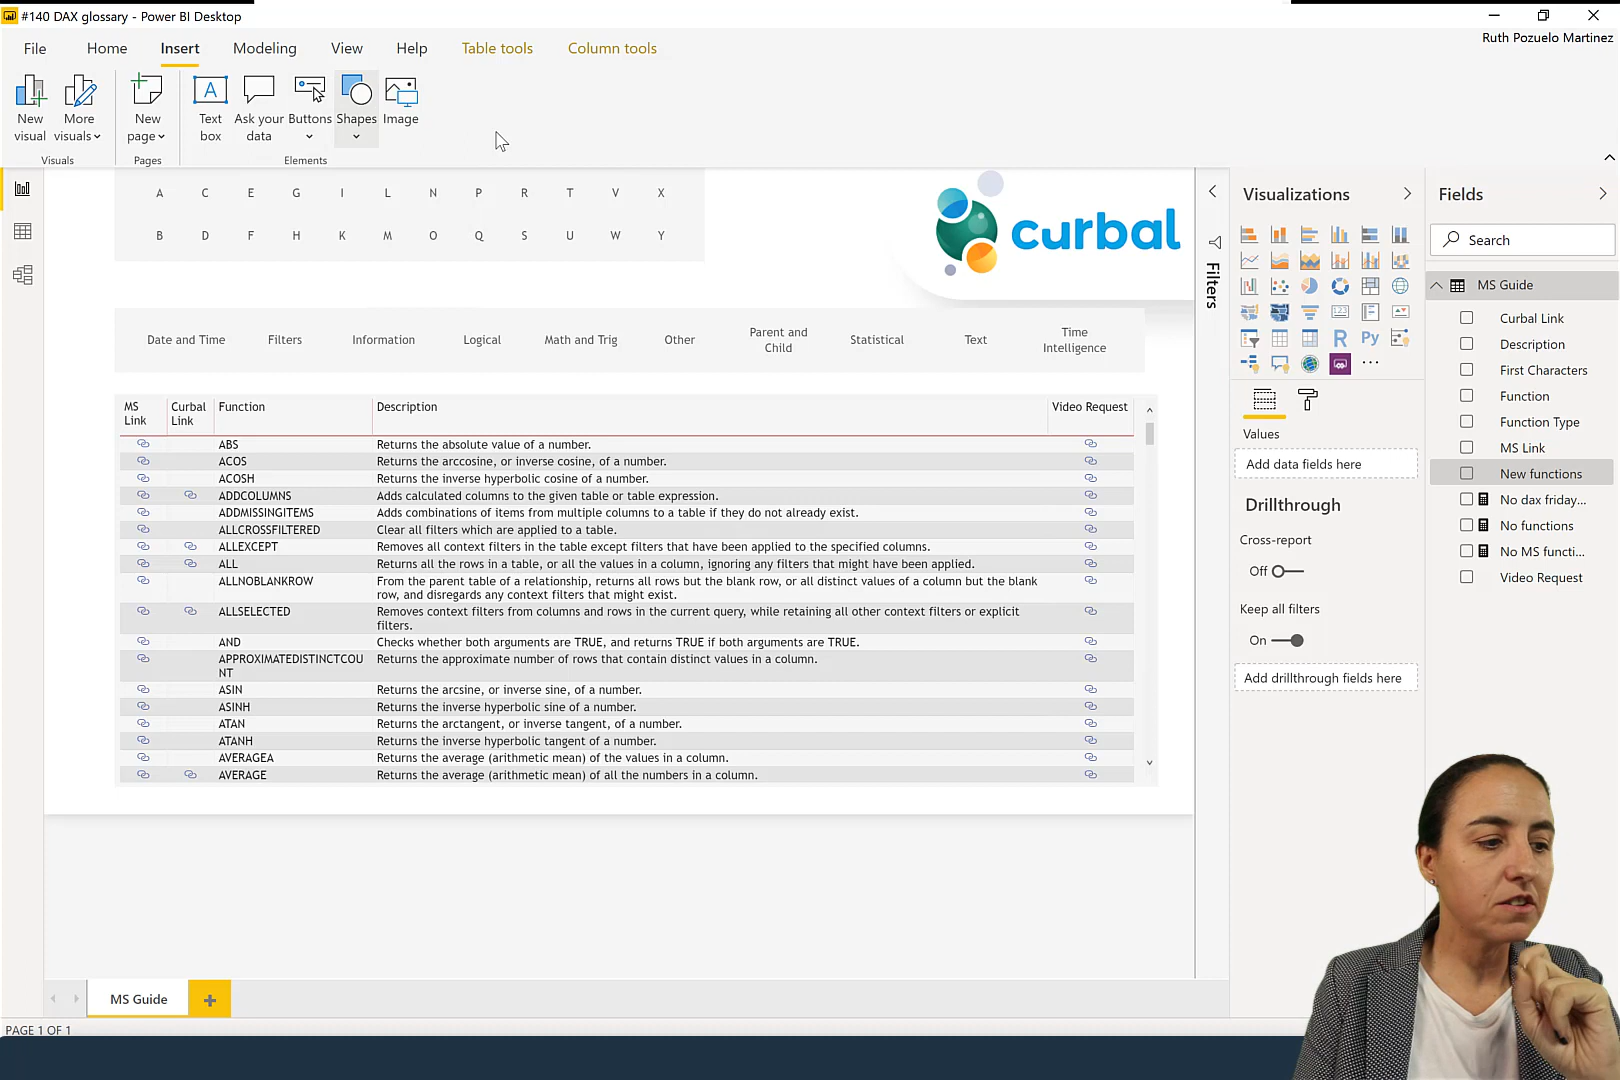 #140 DAX glossary - Power BI Desktop
Ruth Pozuelo Martinez
File Home Insert Modeling View Help Table tools Column tools
New visual
More visuals
New page
Text box
Ask your data
Buttons
Shapes
Image
Visuals Pages Elements
A C E G I L N P R T V X
B D F H K M O Q S U W Y
curbal
Date and Time Filters Information Logical Math and Trig Other Parent and Child Statistical Text Time Intelligence
MS Link Curbal Link Function Description Video Request
ABS Returns the absolute value of a number.
ACOS Returns the arccosine, or inverse cosine, of a number.
ACOSH Returns the inverse hyperbolic cosine of a number.
ADDCOLUMNS Adds calculated columns to the given table or table expression.
ADDMISSINGITEMS Adds combinations of items from multiple columns to a table if they do not already exist.
ALLCROSSFILTERED Clear all filters which are applied to a table.
ALLEXCEPT Removes all context filters in the table except filters that have been applied to the specified columns.
ALL Returns all the rows in a table, or all the values in a column, ignoring any filters that might have been applied.
ALLNOBLANKROW From the parent table of a relationship, returns all rows but the blank row, or all distinct values of a column but the blank
row, and disregards any context filters that might exist.
ALLSELECTED Removes context filters from columns and rows in the current query, while retaining all other context filters or explicit
filters.
AND Checks whether both arguments are TRUE, and returns TRUE if both arguments are TRUE.
APPROXIMATEDISTINCTCOU Returns the approximate number of rows that contain distinct values in a column.
NT
ASIN Returns the arcsine, or inverse sine, of a number.
ASINH Returns the inverse hyperbolic sine of a number.
ATAN Returns the arctangent, or inverse tangent, of a number.
ATANH Returns the inverse hyperbolic tangent of a number.
AVERAGEA Returns the average (arithmetic mean) of the values in a column.
AVERAGE Returns the average (arithmetic mean) of all the numbers in a column.
MS Guide
PAGE 1 OF 1
Filters
Visualizations
123
R Py
Values
Add data fields here
Drillthrough
Cross-report
Off
Keep all filters
On
Add drillthrough fields here
Fields
Search
MS Guide
Curbal Link
Description
First Characters
Function
Function Type
MS Link
New functions
No dax friday...
No functions
No MS functi...
Video Request